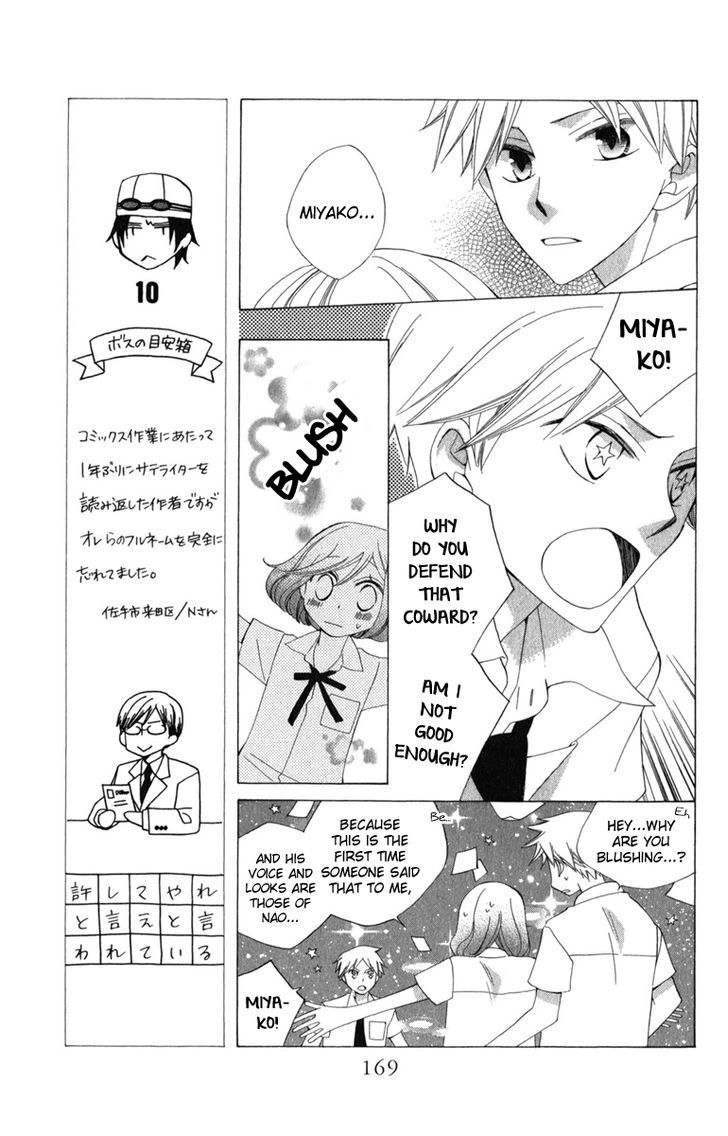 MIYAKO...
MIYA-
KO!
BLUSH
WHY
DO YOU
DEFEND
THAT
COWARD?
AM I
NOT
GOOD
ENOUGH?
Eh
HEY...WHY
ARE YOU
BLUSHING...?
Be...
BECAUSE
THIS IS THE
FIRST TIME
SOMEONE SAID
THAT TO ME,
AND HIS
VOICE AND
LOOKS ARE
THOSE OF
NAO...
MIYA-
KO!
10
ボスの目安箱
コミックス作業にあたって
1年ぶりにサテライターを
読み返した作者ですが
オレらのフルネームを完全に
忘れてました。
佐手市来田区/Nさん
許してやれ
と言えと言
われている
169